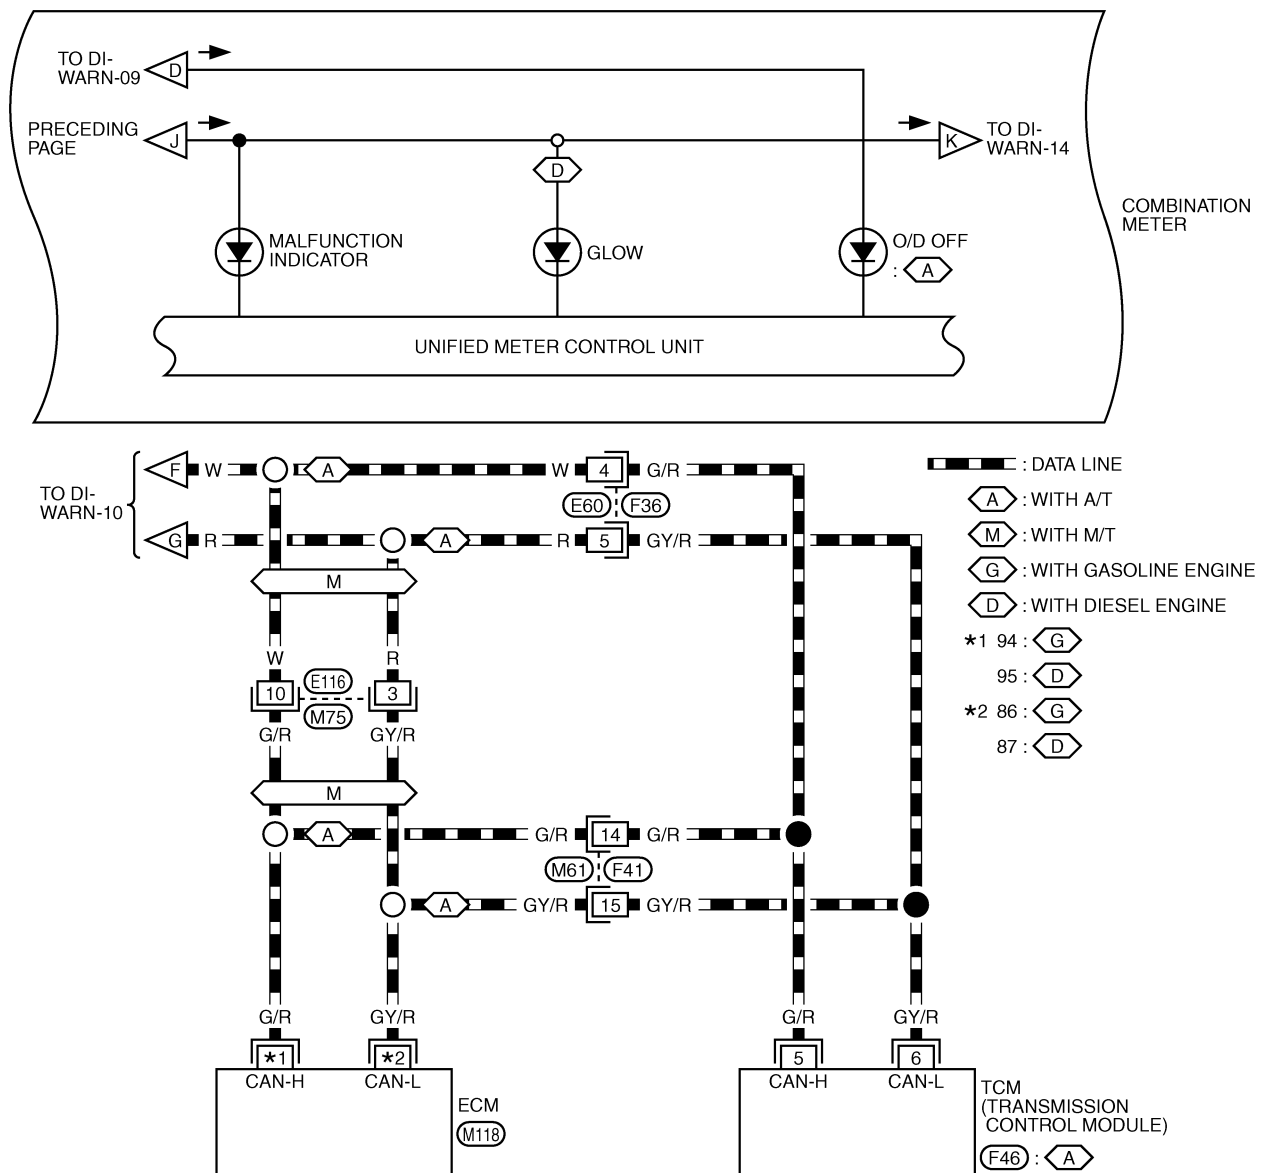 TO DI-
WARN-09
D
PRECEDING
PAGE
J
K
TO DI-
WARN-14
D
COMBINATION
METER
MALFUNCTION
INDICATOR
GLOW
O/D OFF
: A
UNIFIED METER CONTROL UNIT
TO DI-
WARN-10
F W A W 4 G/R
E60 F36
G R A R 5 GY/R
M
: DATA LINE
A : WITH A/T
M : WITH M/T
G : WITH GASOLINE ENGINE
D : WITH DIESEL ENGINE
*1 94 : G
95 : D
*2 86 : G
87 : D
W R
10 E116 3
M75
G/R GY/R
M
A G/R 14 G/R
M61 F41
A GY/R 15 GY/R
G/R GY/R G/R GY/R
*1 *2 5 6
CAN-H CAN-L CAN-H CAN-L
ECM
M118
TCM
(TRANSMISSION
CONTROL MODULE)
F46 : A